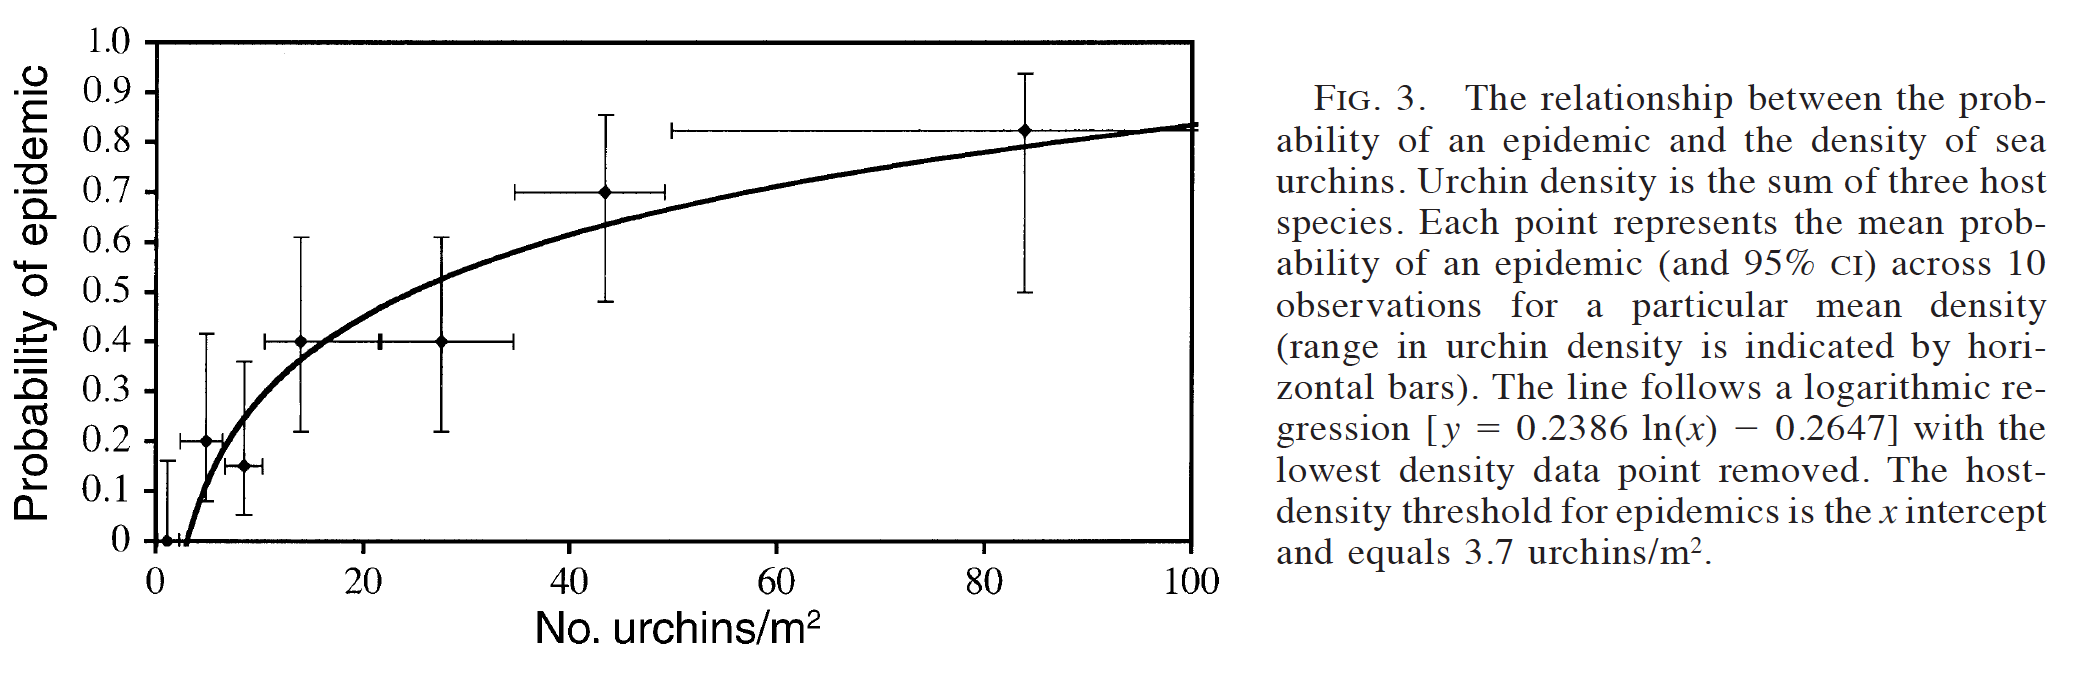 1.0
0.9
0.8
0.7
0.6
0.5
0.4
0.3
0.2
0.1
0
Probability of epidemic
0 20 40 60 80 100
No. urchins/m²
FIG. 3. The relationship between the prob-
ability of an epidemic and the density of sea
urchins. Urchin density is the sum of three host
species. Each point represents the mean prob-
ability of an epidemic (and 95% CI) across 10
observations for a particular mean density
(range in urchin density is indicated by hori-
zontal bars). The line follows a logarithmic re-
gression [y = 0.2386 ln(x) − 0.2647] with the
lowest density data point removed. The host-
density threshold for epidemics is the x intercept
and equals 3.7 urchins/m².